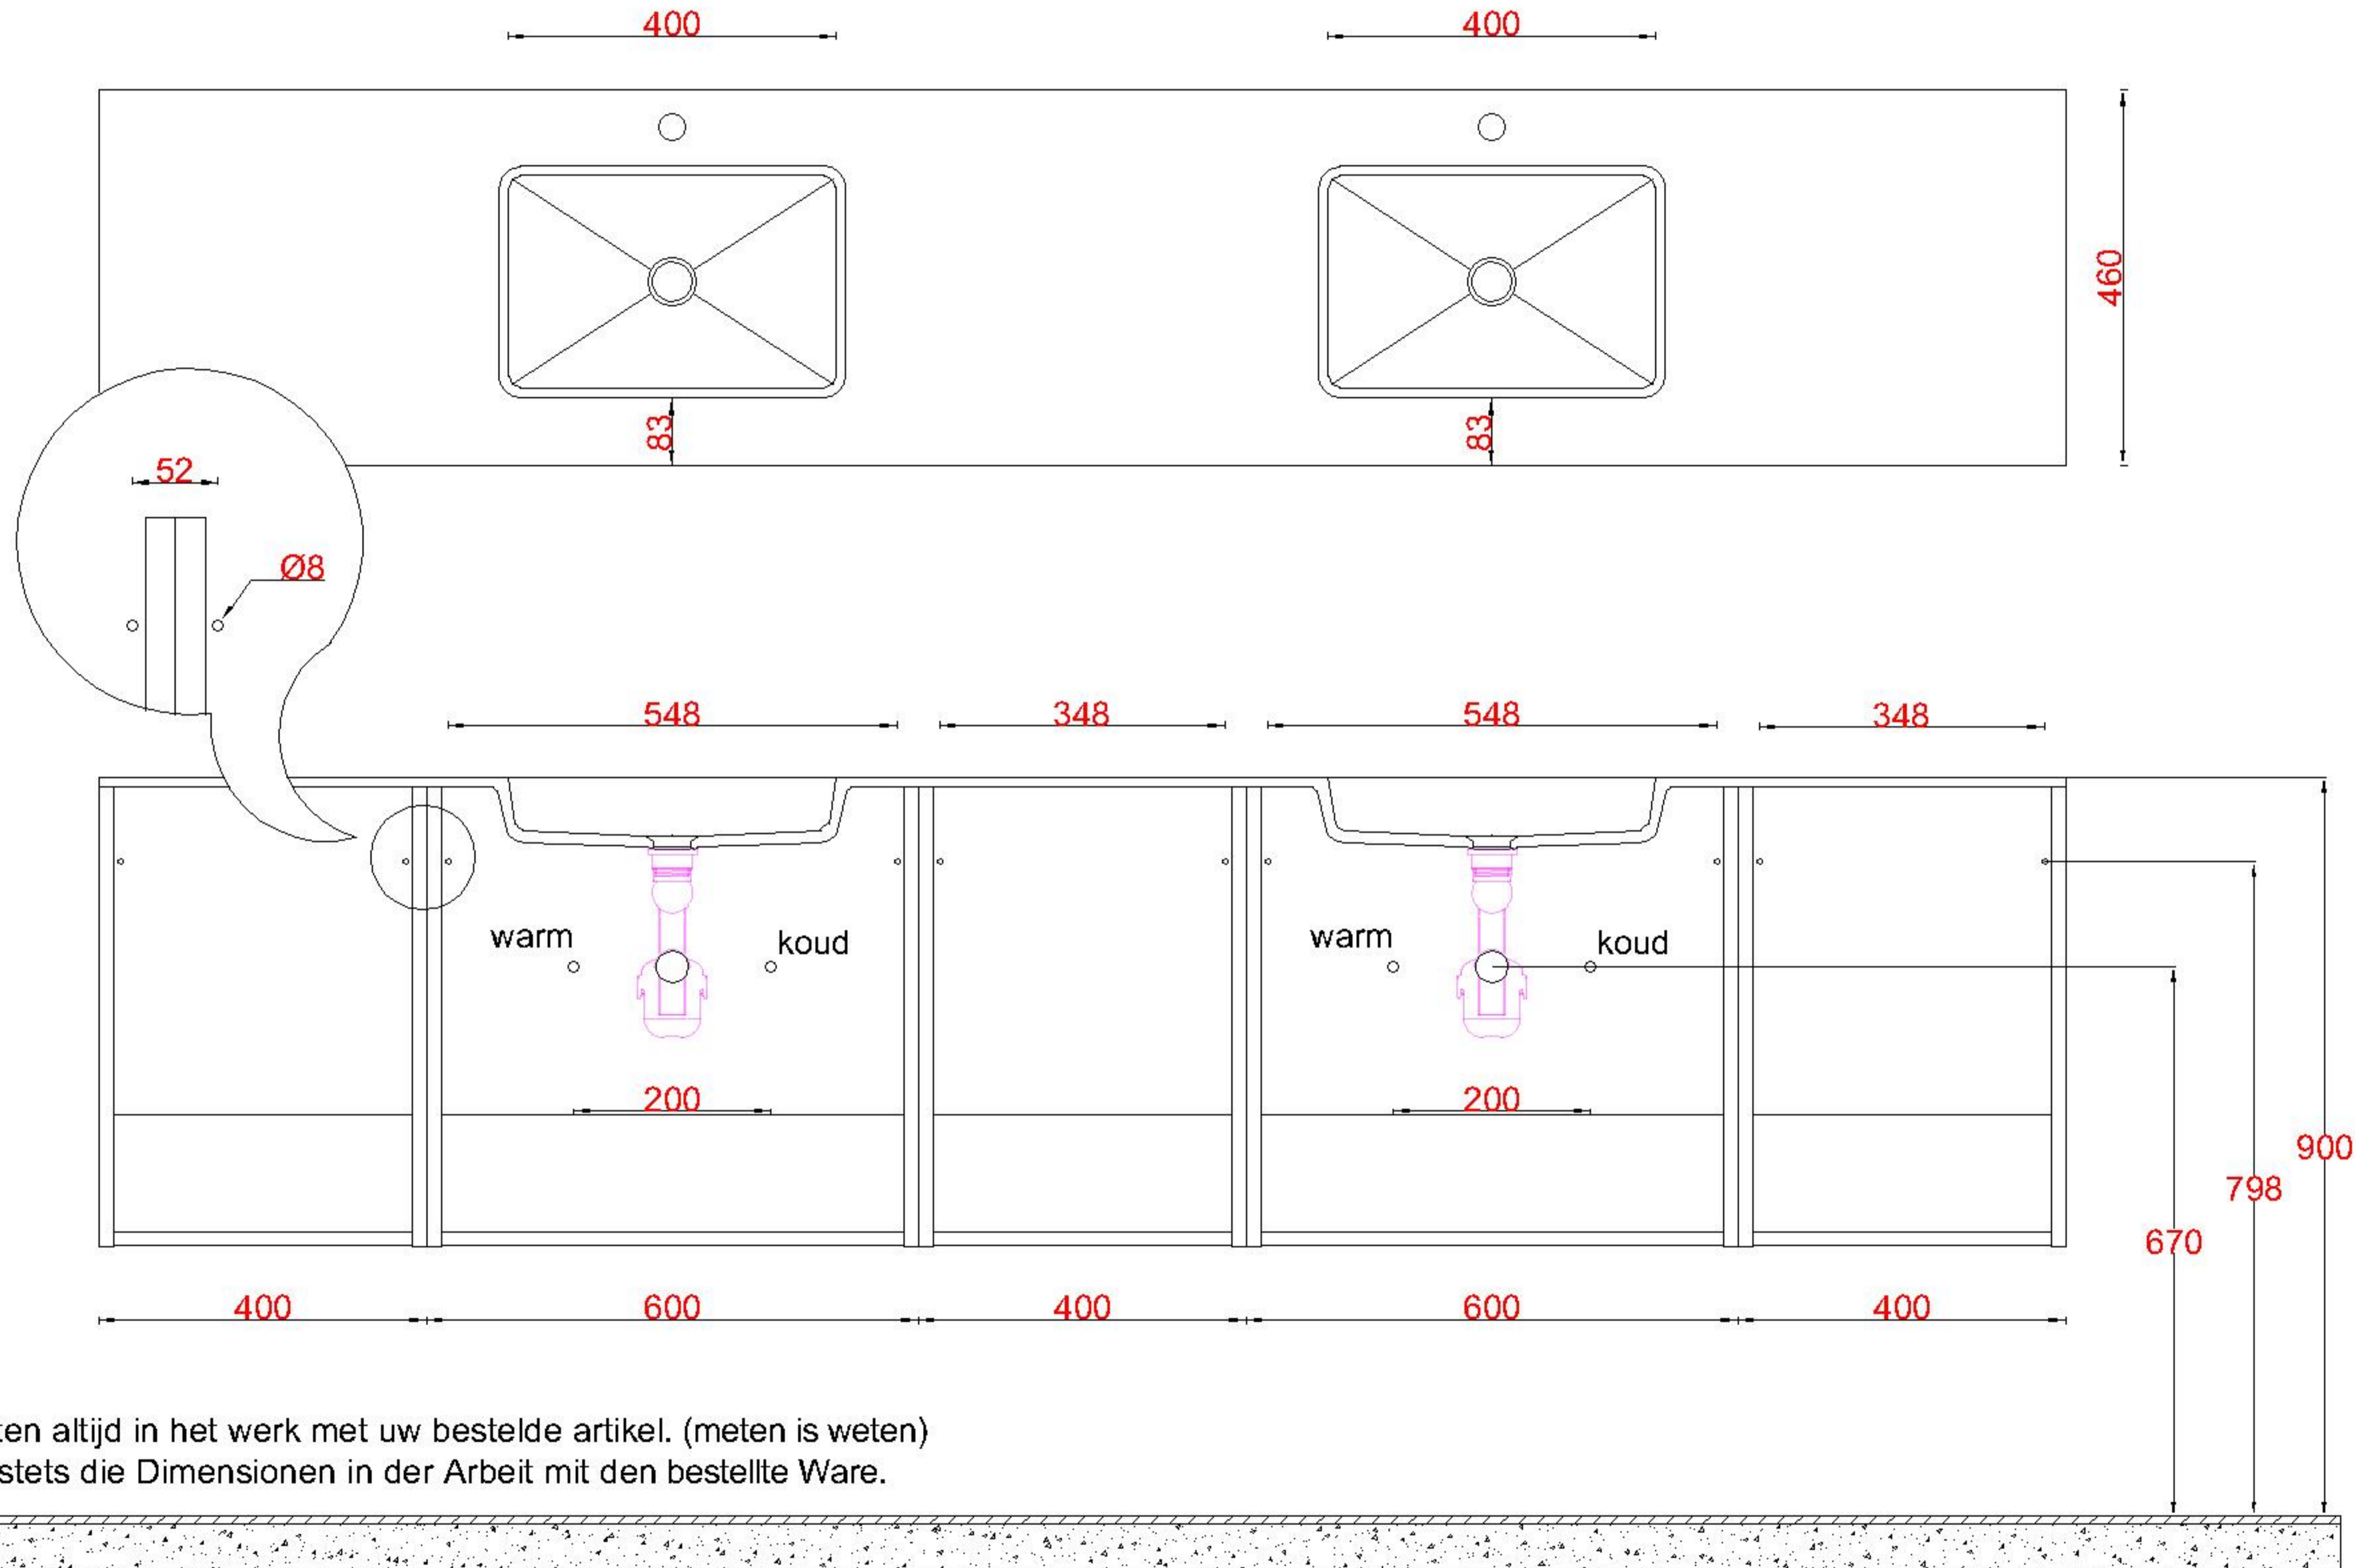 400 400
460
83 83
52
Ø8
548 348 548 348
warm koud warm koud
200 200
900
798
670
400 600 400 600 400
altijd in het werk met uw bestelde artikel. (meten is weten)
stets die Dimensionen in der Arbeit mit den bestellte Ware.